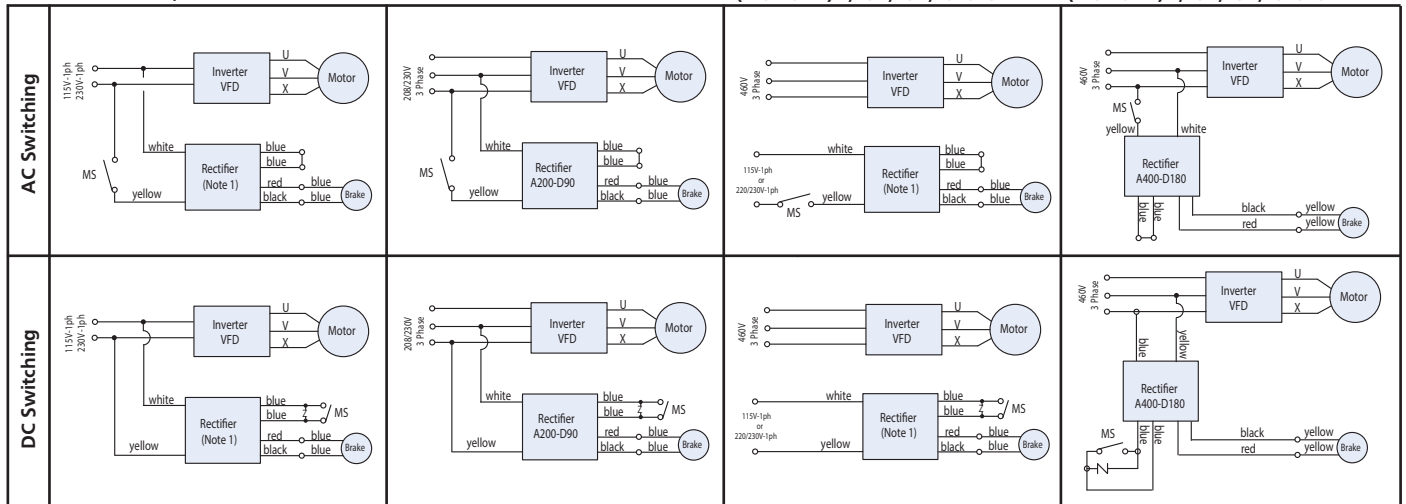 AC Switching
115V-1ph
230V-1ph
Inverter
VFD
U
V
X
Motor
MS
white
yellow
Rectifier
(Note 1)
blue
blue
red
blue
black
blue
Brake
208/230V
3 Phase
Inverter
VFD
U
V
X
Motor
MS
white
yellow
Rectifier
A200-D90
blue
blue
red
blue
black
blue
Brake
460V
3 Phase
Inverter
VFD
U
V
X
Motor
white
115V-1ph
or
220/230V-1ph
MS
yellow
Rectifier
(Note 1)
blue
blue
red
blue
black
blue
Brake
460V
3 Phase
Inverter
VFD
U
V
X
Motor
MS
yellow
white
Rectifier
A400-D180
blue
blue
black
yellow
red
yellow
Brake
DC Switching
115V-1ph
230V-1ph
Inverter
VFD
U
V
X
Motor
white
yellow
Rectifier
(Note 1)
blue
blue
MS
red
blue
black
blue
Brake
208/230V
3 Phase
Inverter
VFD
U
V
X
Motor
white
yellow
Rectifier
A200-D90
blue
blue
MS
red
blue
black
blue
Brake
460V
3 Phase
Inverter
VFD
U
V
X
Motor
white
115V-1ph
or
220/230V-1ph
yellow
Rectifier
(Note 1)
blue
blue
MS
red
blue
black
blue
Brake
460V
3 Phase
Inverter
VFD
U
V
X
Motor
blue
yellow
Rectifier
A400-D180
MS
blue
blue
black
yellow
red
yellow
Brake